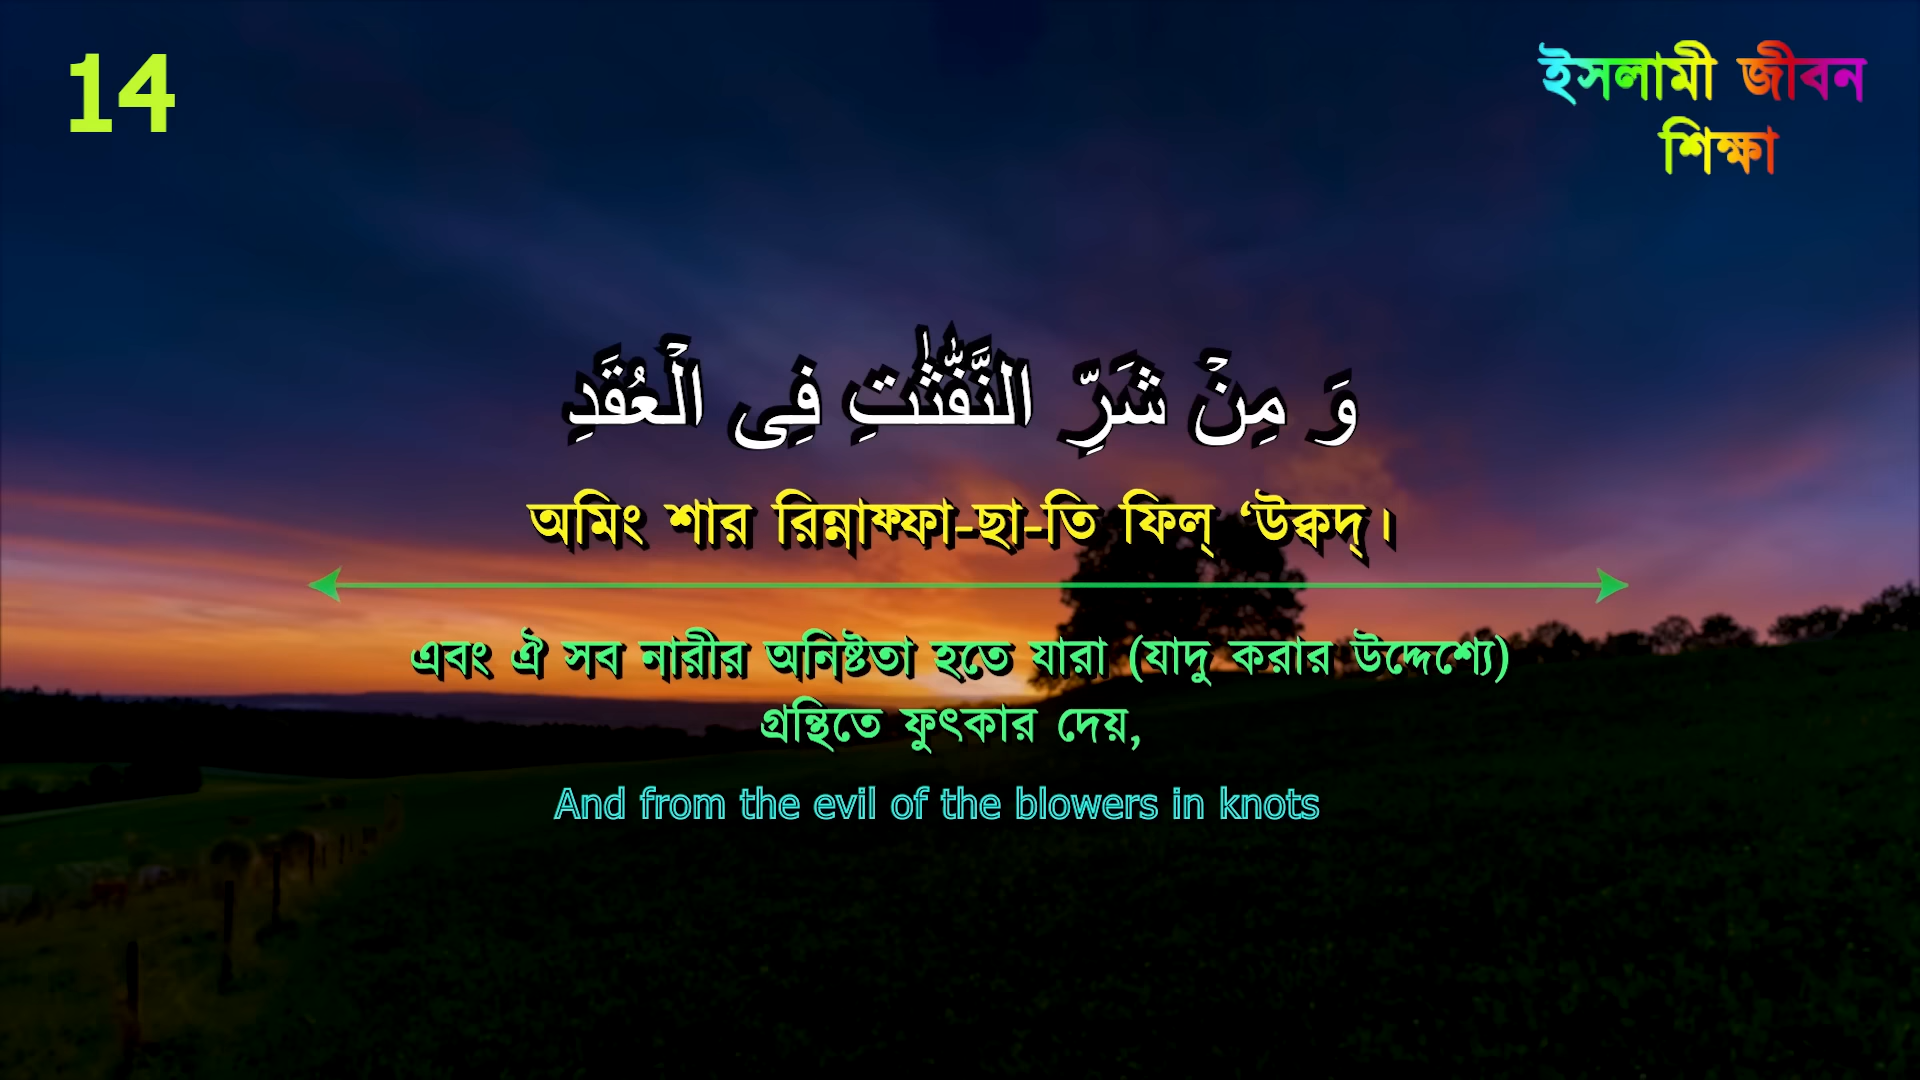 14
ইসলামী জীবন
শিক্ষা
وَ مِنۡ شَرِّ النَّفّٰثٰتِ فِی الۡعُقَدِ
অমিং শার রিন্নাফ্ফা-ছা-তি ফিল্ ‘উক্বদ্।
এবং ঐ সব নারীর অনিষ্টতা হতে যারা (যাদু করার উদ্দেশ্যে)
গ্রন্থিতে ফুৎকার দেয়,
And from the evil of the blowers in knots